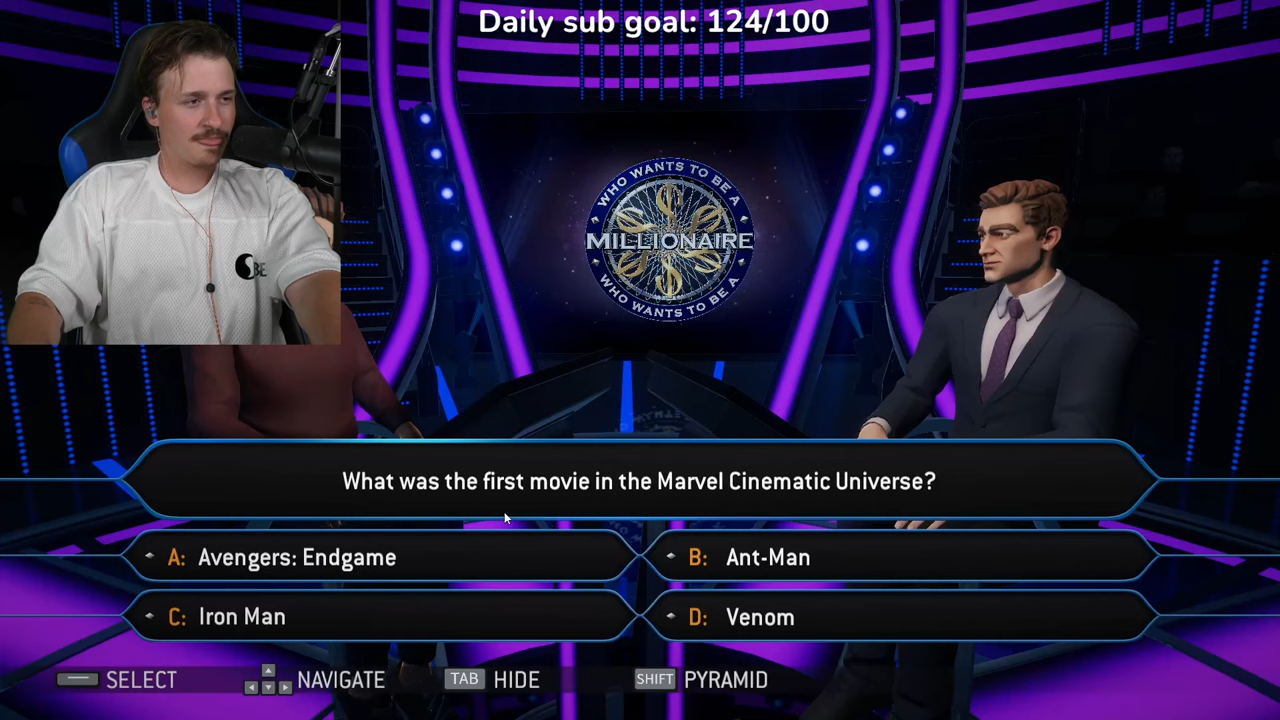 Daily sub goal: 124/100
WHO WANTS TO BE A
MILLIONAIRE
WHO WANTS TO BE A
What was the first movie in the Marvel Cinematic Universe?
A: Avengers: Endgame
B: Ant-Man
C: Iron Man
D: Venom
SELECT
NAVIGATE
TAB HIDE
SHIFT PYRAMID